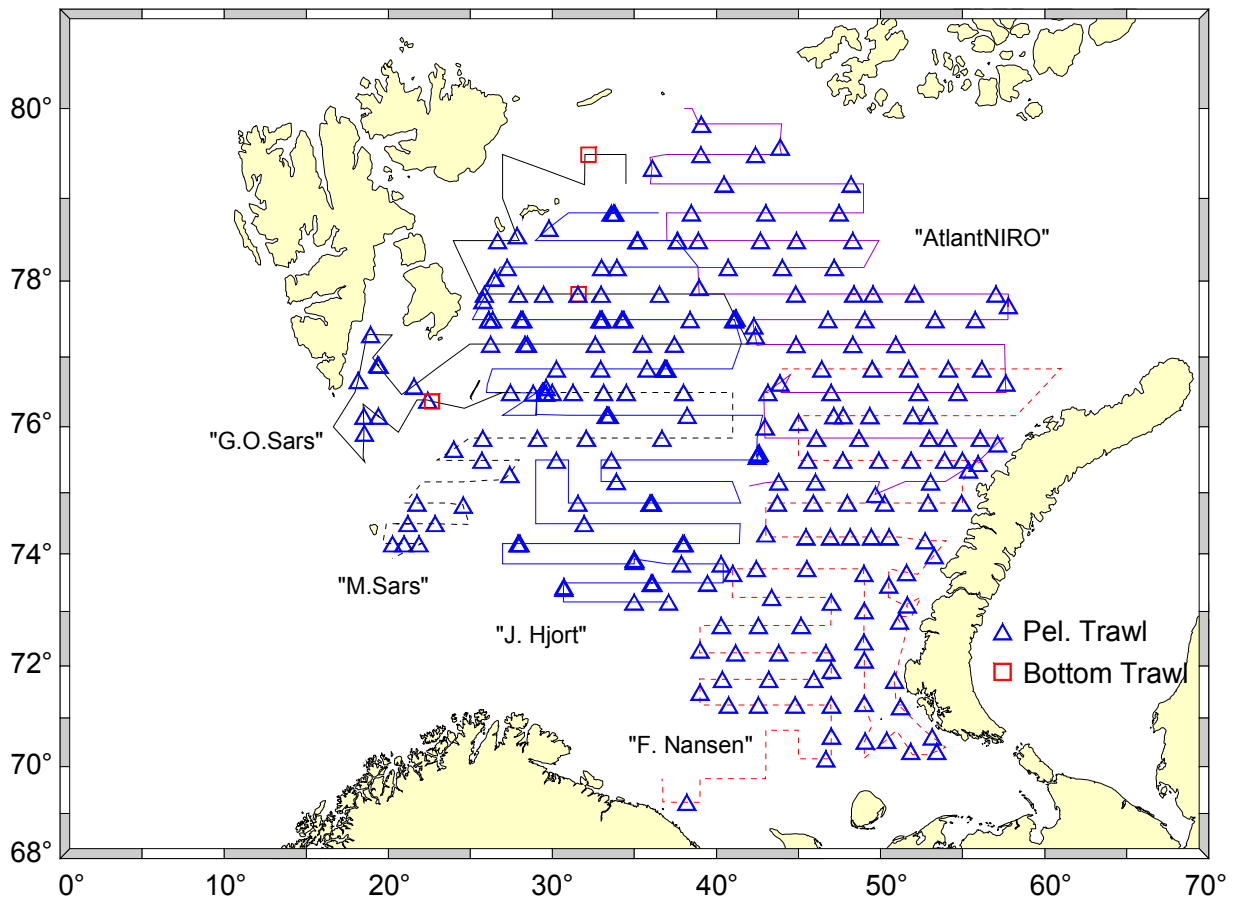 80°
"AtlantNIRO"
78°
76°
"G.O.Sars"
74°
"M.Sars"
"J. Hjort"
Pel. Trawl
72°
Bottom Trawl
"F. Nansen"
70°
68°
0° 10° 20° 30° 40° 50° 60° 70°